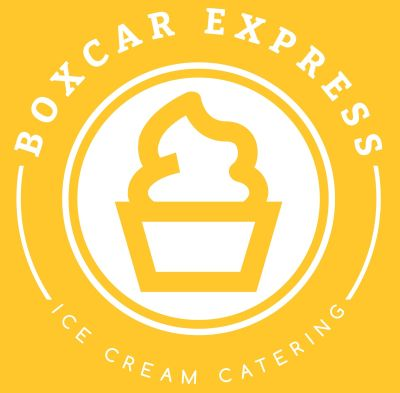 BOXCAR EXPRESS
ICE CREAM CATERING